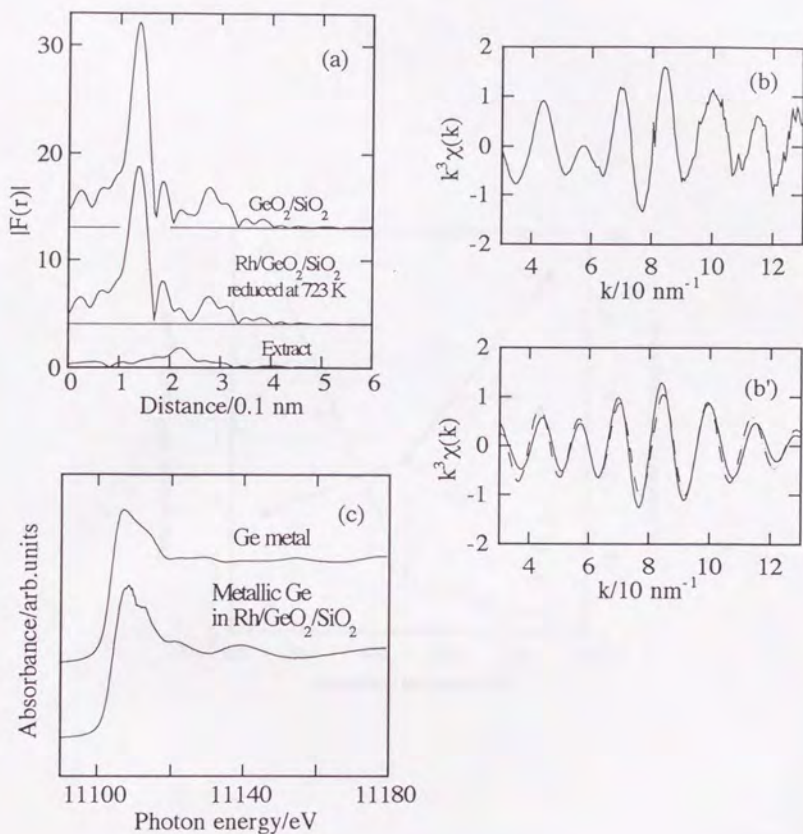 30
20
10
0
|F(r)|
(a)
GeO₂/SiO₂
Rh/GeO₂/SiO₂
reduced at 723 K
Extract
0 1 2 3 4 5 6
Distance/0.1 nm
2
1
0
-1
-2
k³χ(k)
(b)
4 6 8 10 12
k/10 nm⁻¹
2
1
0
-1
-2
k³χ(k)
(b')
4 6 8 10 12
k/10 nm⁻¹
Absorbance/arb.units
(c)
Ge metal
Metallic Ge
in Rh/GeO₂/SiO₂
11100 11140 11180
Photon energy/eV